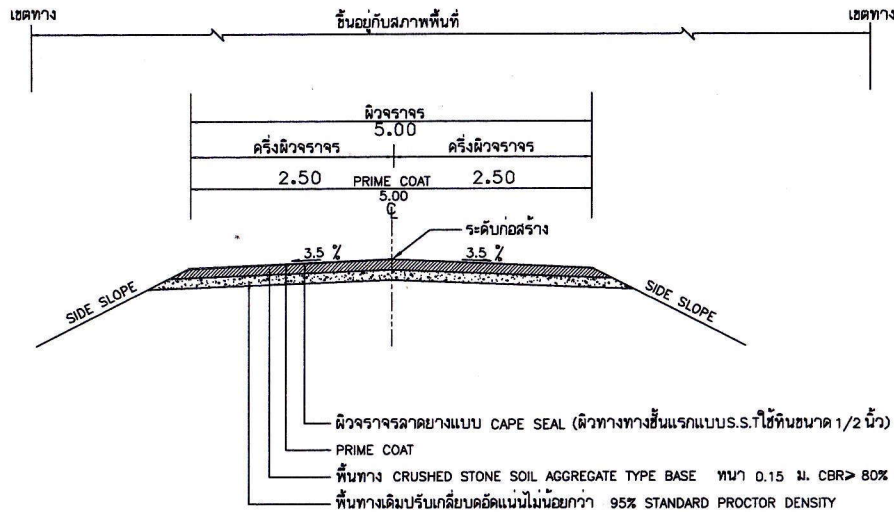 เขตทาง
ขึ้นอยู่กับสภาพพื้นที่
เขตทาง
ผิวจราจร
5.00
ครึ่งผิวจราจร
ครึ่งผิวจราจร
2.50
PRIME COAT
2.50
5.00
℄
ระดับก่อสร้าง
3.5 %
3.5 %
SIDE SLOPE
SIDE SLOPE
ผิวจราจรลาดยางแบบ CAPE SEAL (ผิวทางทางชั้นแรกแบบS.S.Tใช้หินขนาด 1/2 นิ้ว)
PRIME COAT
พื้นทาง CRUSHED STONE SOIL AGGREGATE TYPE BASE หนา 0.15 ม. CBR> 80%
พื้นทางเดิมปรับเกลี่ยบดอัดแน่นไม่น้อยกว่า 95% STANDARD PROCTOR DENSITY